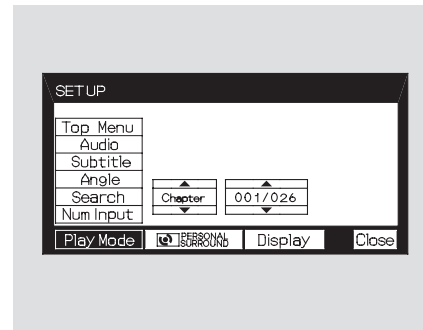 SETUP
Top Menu
Audio
Subtitle
Angle
Search Chapter 001/026
Num Input
Play Mode PERSONAL SURROUND Display Close